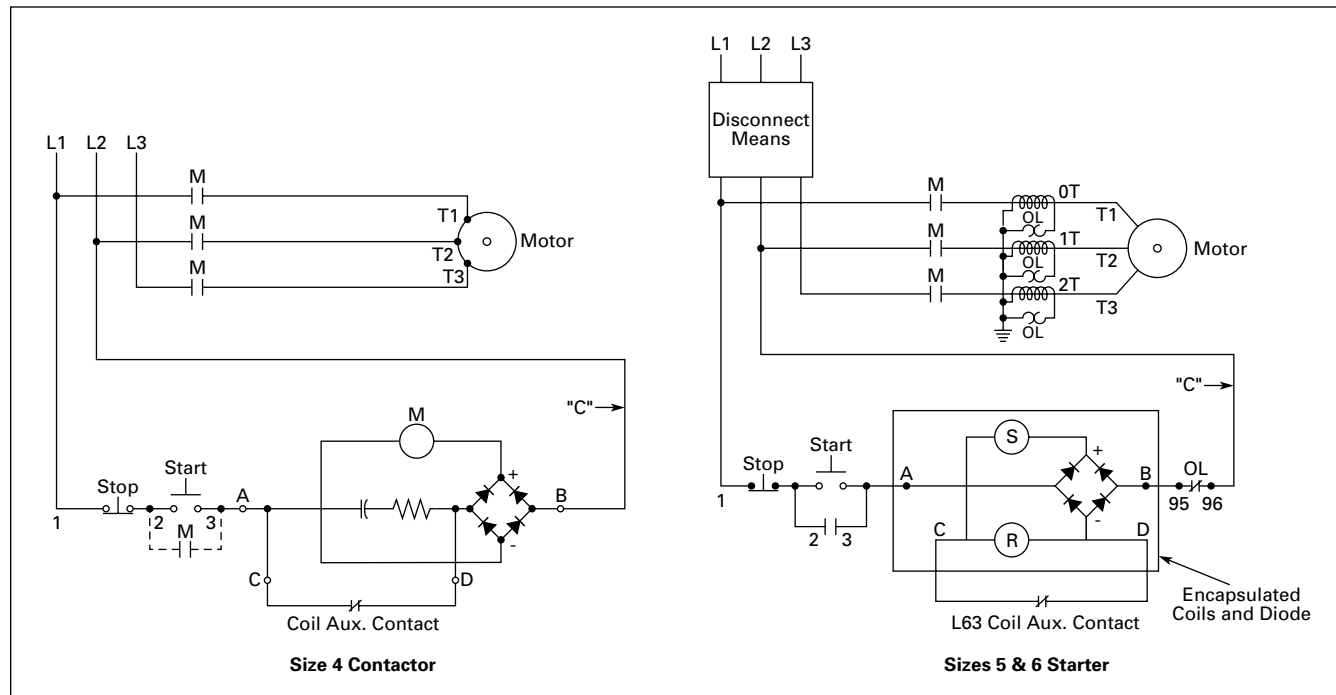 L1 L2 L3
M
M
M
T1
T2
T3
Motor
"C"
M
Start
Stop
A
B
+
-
1
2
3
M
C
D
Coil Aux. Contact
Size 4 Contactor
L1 L2 L3
Disconnect
Means
M
M
M
0T
OL
T1
1T
OL
T2
2T
OL
T3
Motor
"C"
S
Start
Stop
A
B
OL
+
-
1
95 96
2 3
C
R
D
L63 Coil Aux. Contact
Encapsulated
Coils and Diode
Sizes 5 & 6 Starter